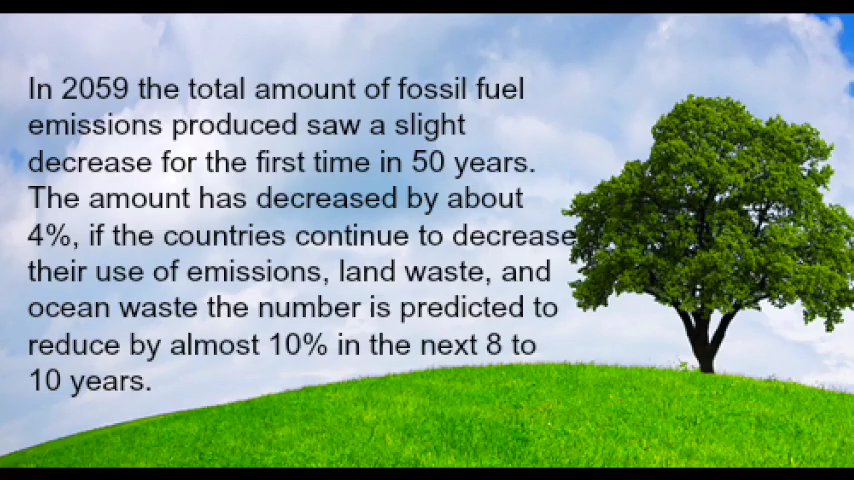 In 2059 the total amount of fossil fuel
emissions produced saw a slight
decrease for the first time in 50 years.
The amount has decreased by about
4%, if the countries continue to decrease
their use of emissions, land waste, and
ocean waste the number is predicted to
reduce by almost 10% in the next 8 to
10 years.